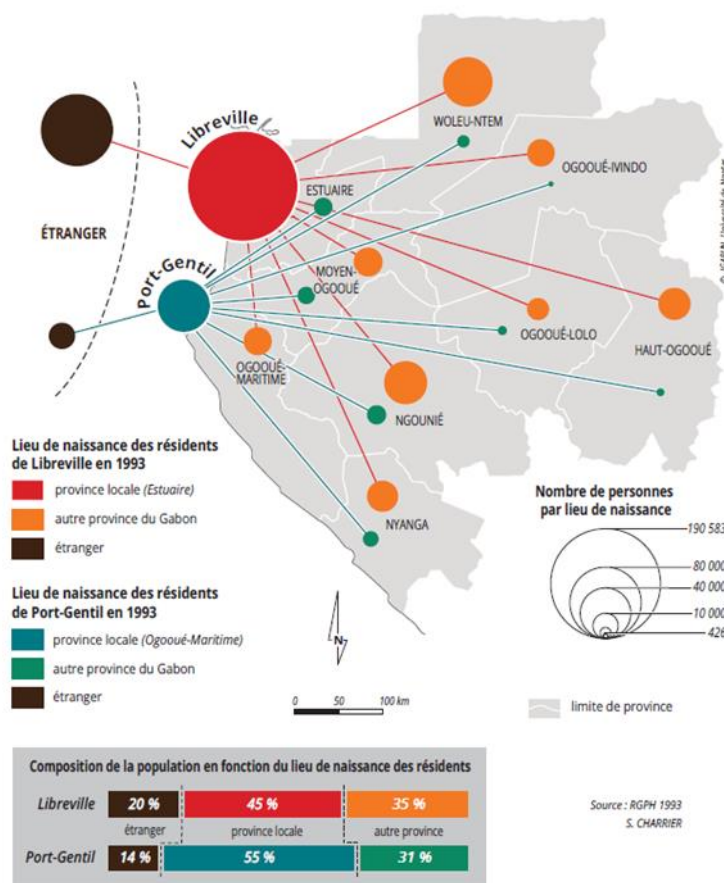 Libreville
WOLEU-NTEM
OGOOUÉ-IVINDO
ESTUAIRE
ÉTRANGER
Port-Gentil
MOYEN-
OGOOUÉ
OGOOUÉ-LOLO
HAUT-OGOOUÉ
OGOOUÉ-
MARITIME
NGOUNIÉ
NYANGA
Lieu de naissance des résidents
de Libreville en 1993
province locale (Estuaire)
autre province du Gabon
étranger
Lieu de naissance des résidents
de Port-Gentil en 1993
province locale (Ogooué-Maritime)
autre province du Gabon
étranger
N
0 50 100 km
Nombre de personnes
par lieu de naissance
190 583
80 000
40 000
10 000
426
limite de province
Composition de la population en fonction du lieu de naissance des résidents
Libreville 20 % 45 % 35 %
étranger province locale autre province
Port-Gentil 14 % 55 % 31 %
Source : RGPH 1993
S. CHARRIER